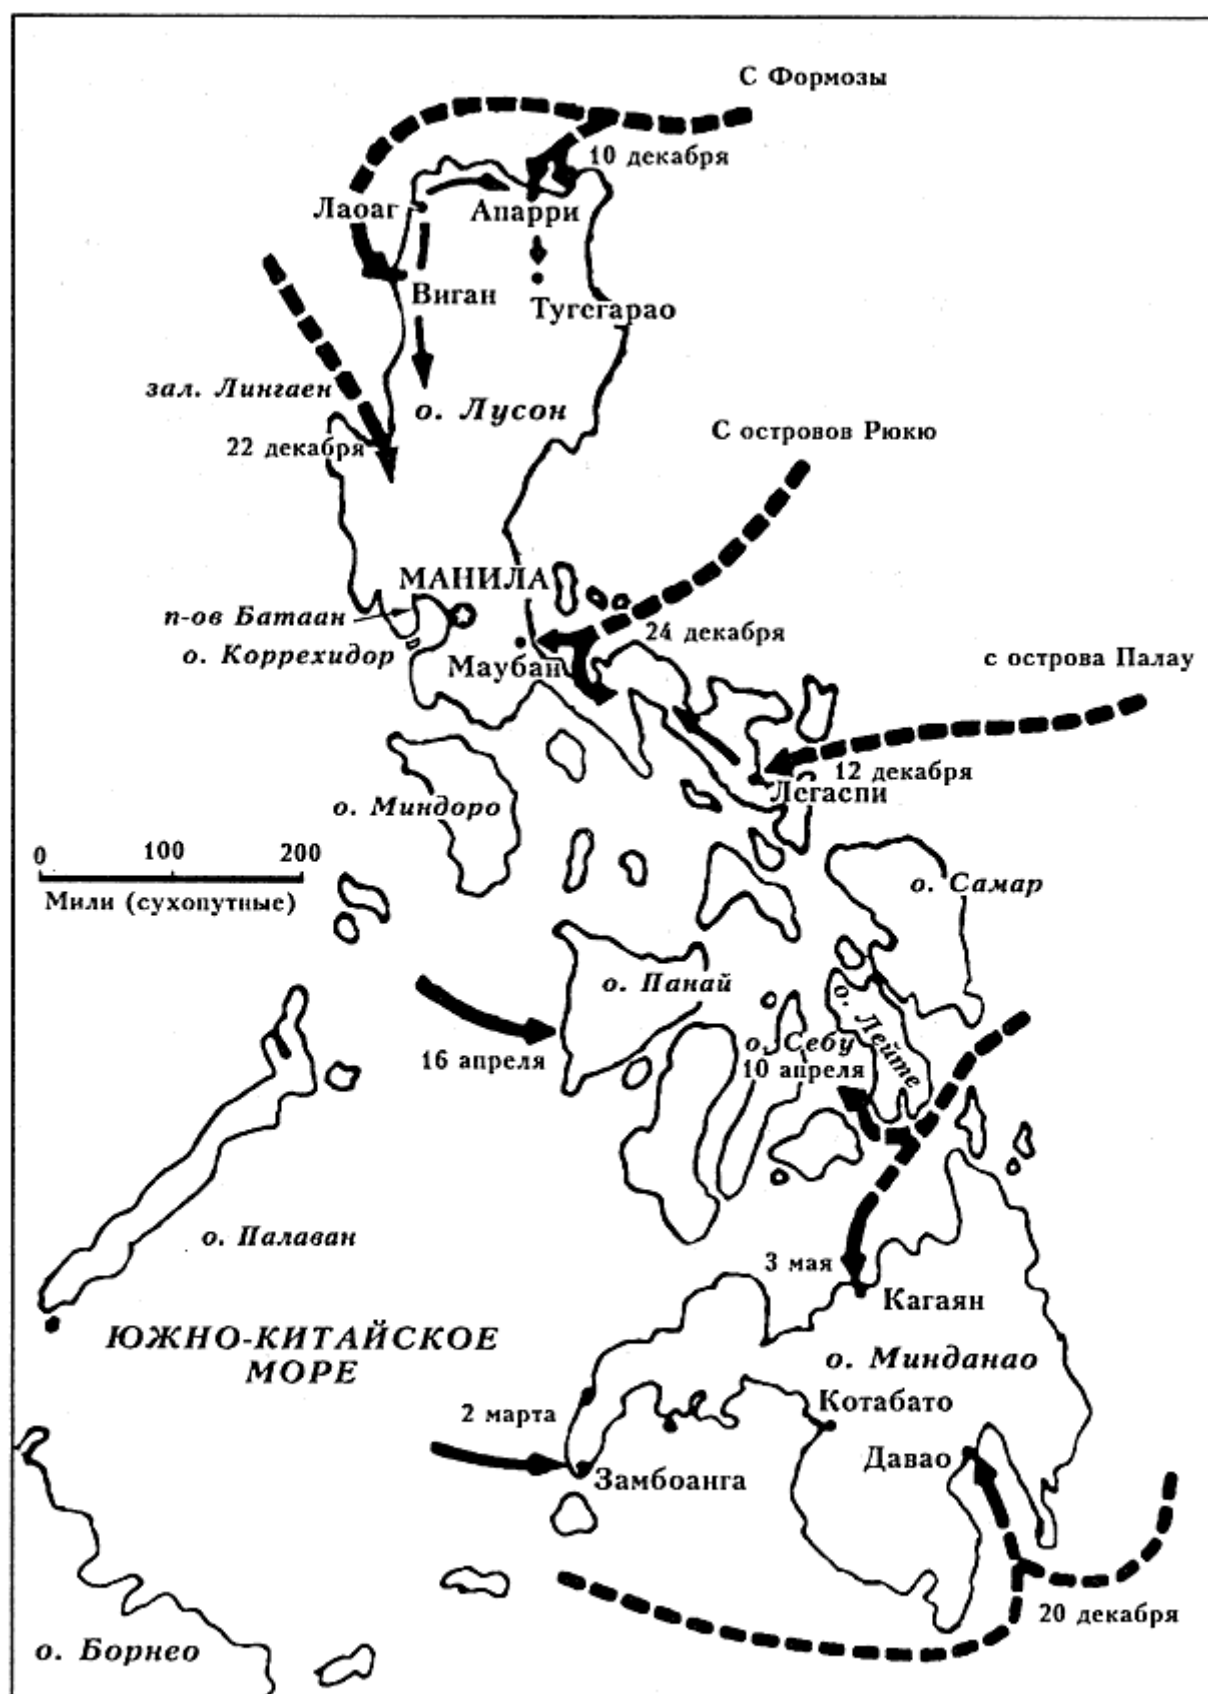 С Формозы
10 декабря
Лаоаг
Апарри
Виган
Тугсгарао
зал. Лингаен
о. Лусон
22 декабря
С островов Рюкю
МАНИЛА
п-ов Батаан
24 декабря
о. Коррехидор
Маубан
с острова Палау
12 декабря
Легаспи
о. Миндоро
0 100 200
Мили (сухопутные)
о. Самар
о. Панай
о. Лейте
о. Себу
16 апреля
10 апреля
о. Палаван
3 мая
Кагаян
ЮЖНО-КИТАЙСКОЕ
МОРЕ
о. Минданао
2 марта
Котабато
Давао
Замбоанга
20 декабря
о. Борнео